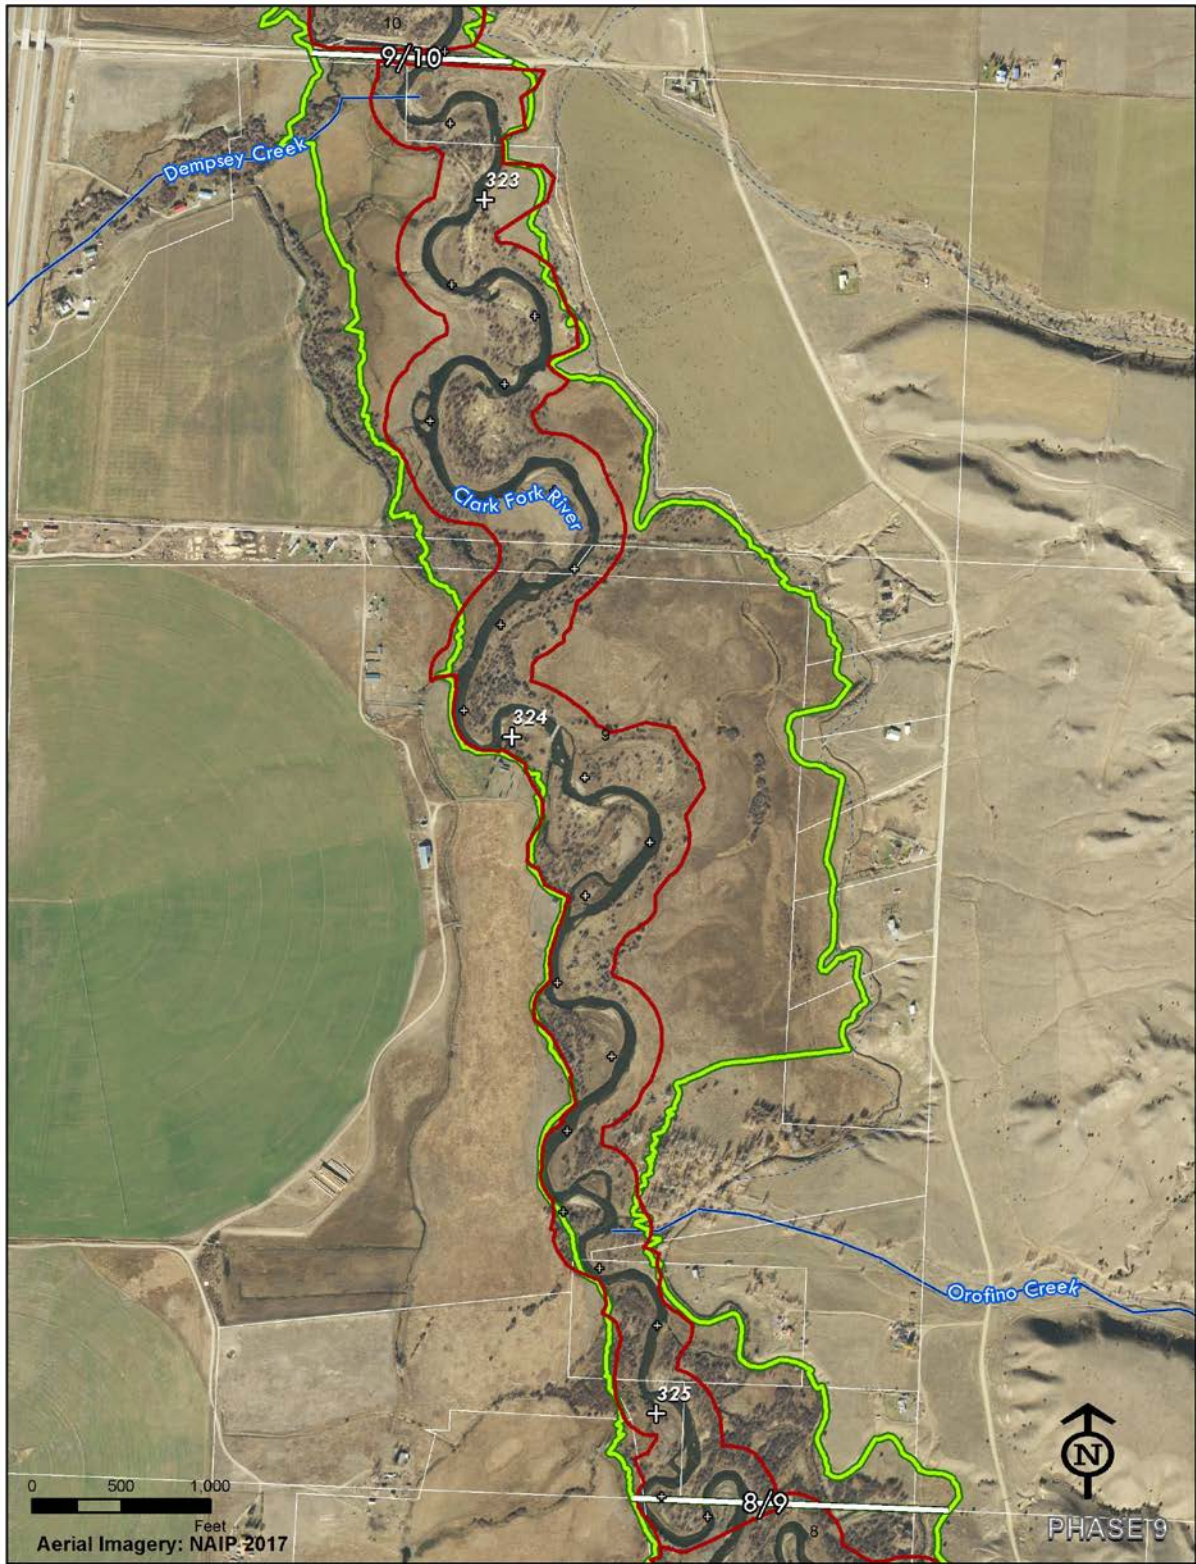 10
9/10
Dempsey Creek
323
Clark Fork River
324
9
Orofino Creek
325
N
8/9
8
0 500 1,000
Feet
Aerial Imagery: NAIP 2017
PHASE 9